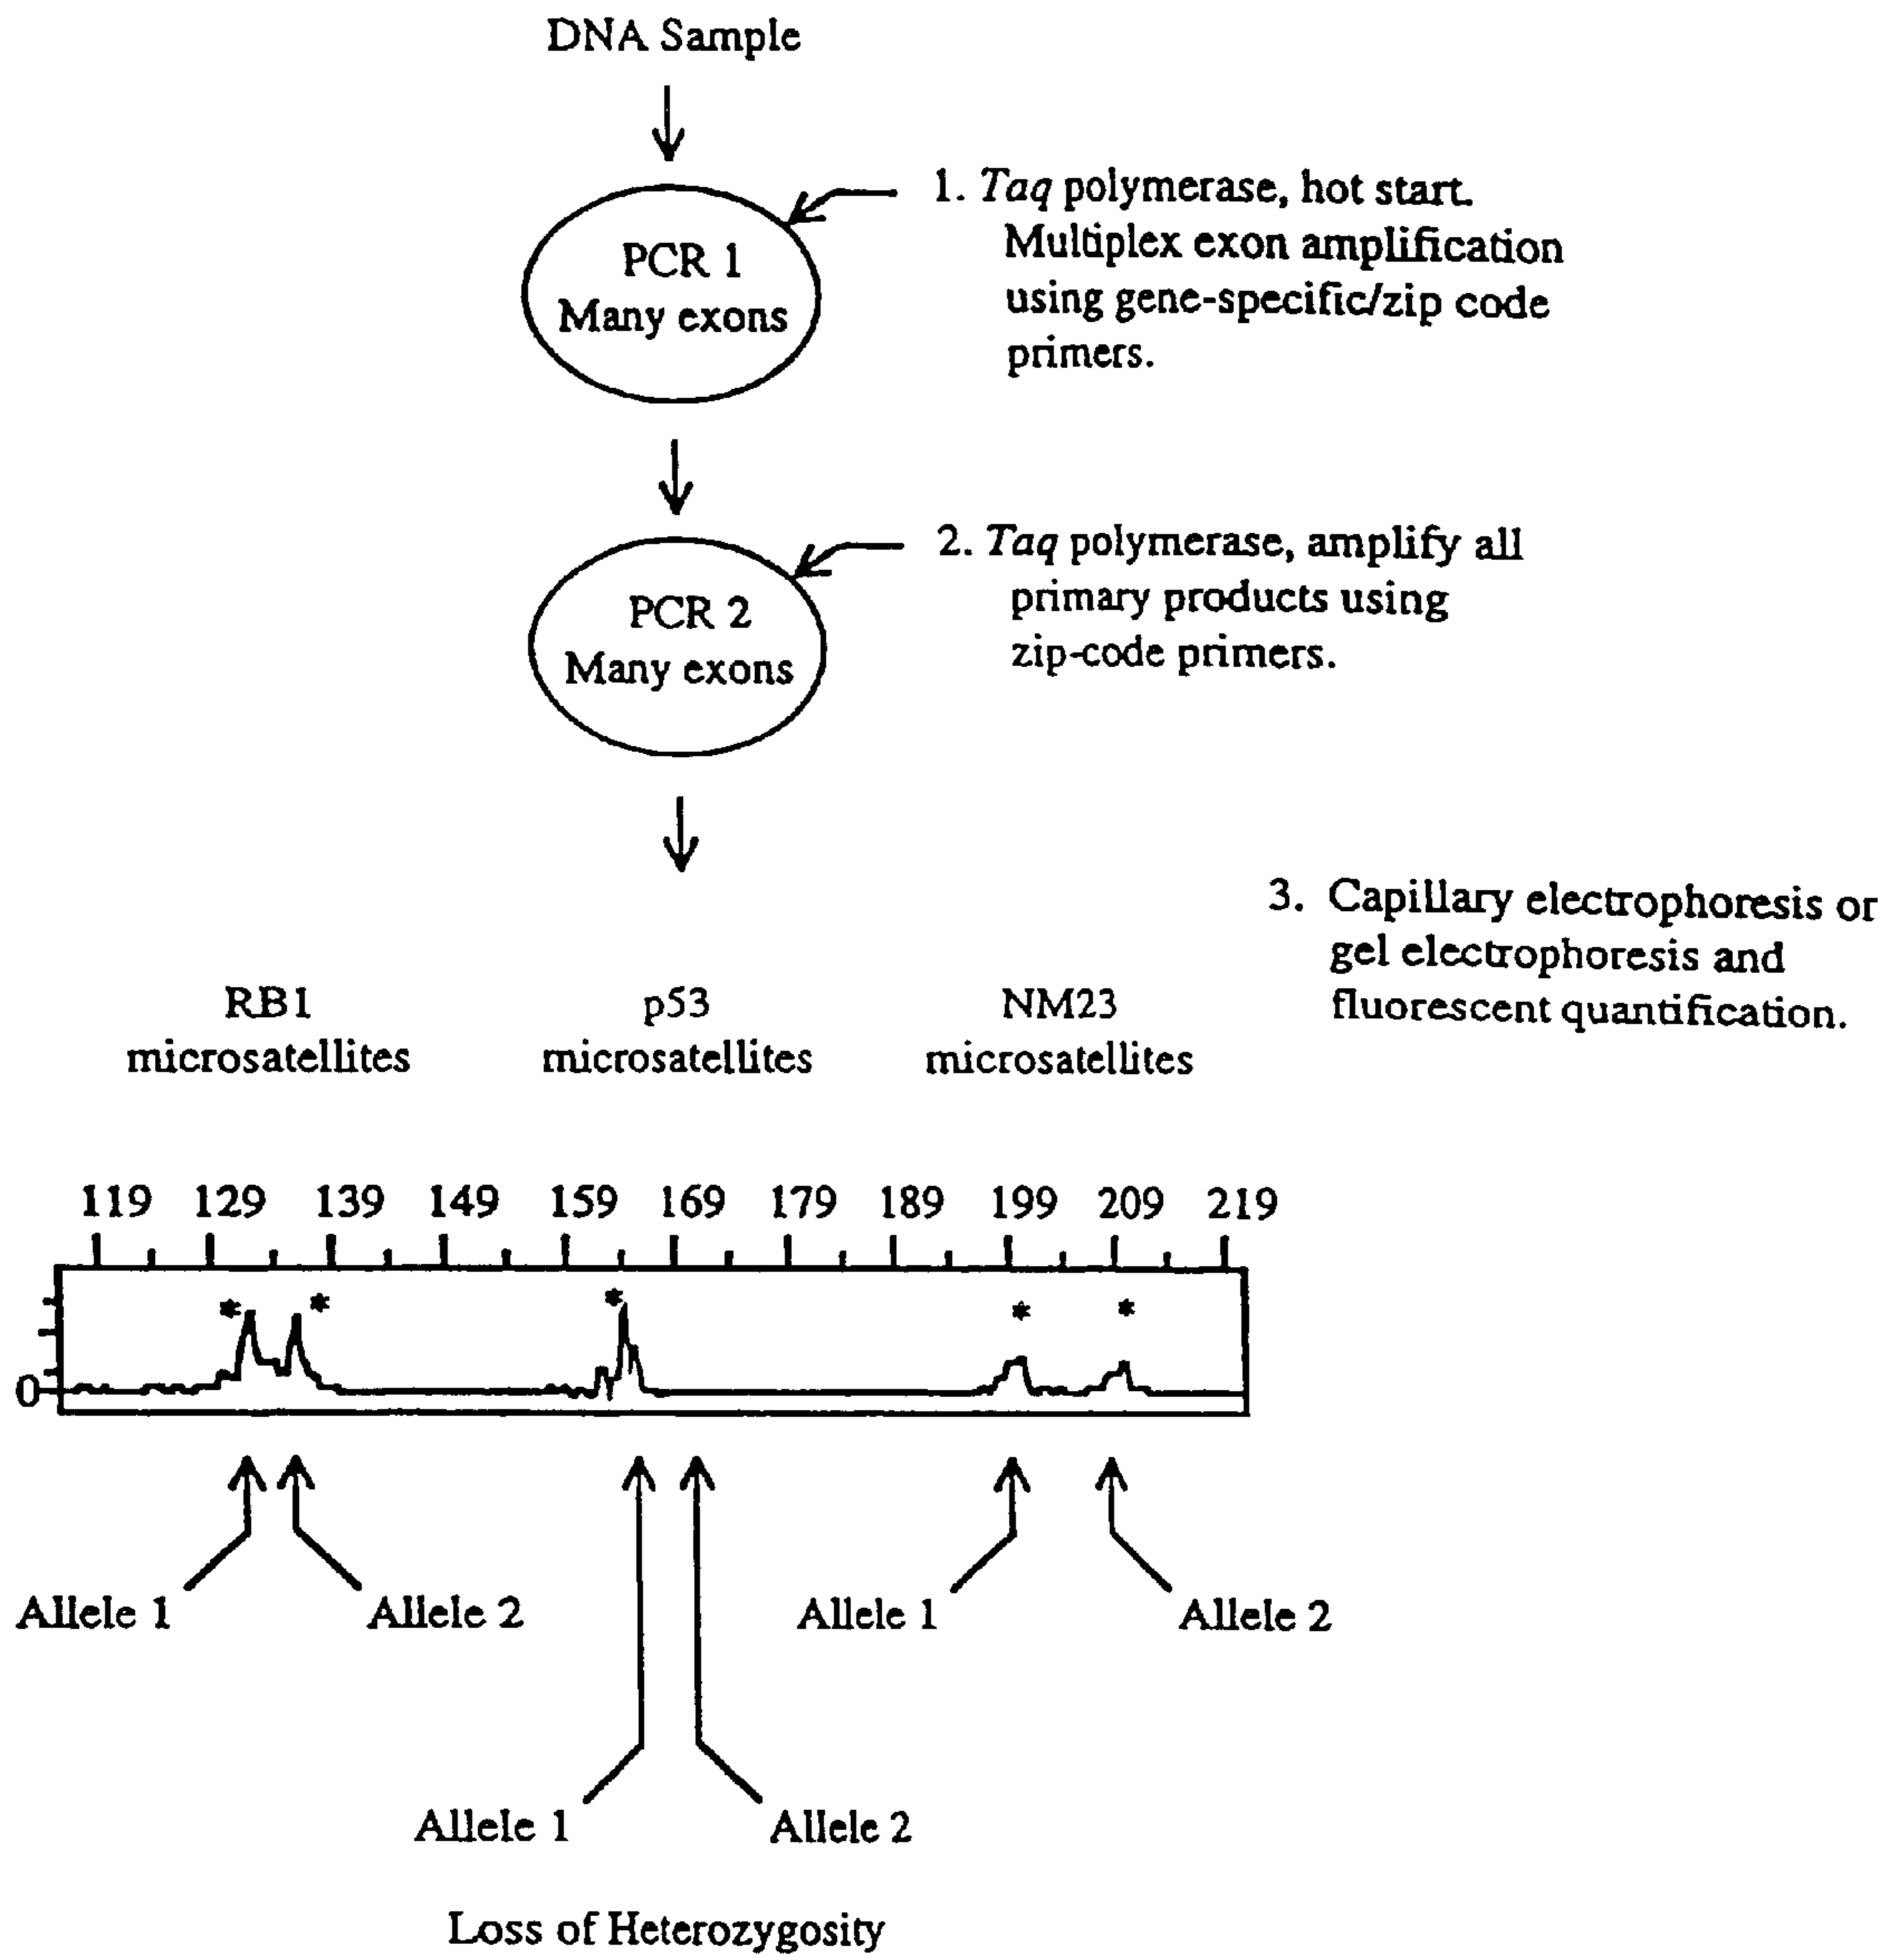 DNA Sample
PCR 1
Many exons
1. Taq polymerase, hot start.
Multiplex exon amplification
using gene-specific/zip code
primers.
PCR 2
Many exons
2. Taq polymerase, amplify all
primary products using
zip-code primers.
3. Capillary electrophoresis or
gel electrophoresis and
fluorescent quantification.
RB1
microsatellites
p53
microsatellites
NM23
microsatellites
119 129 139 149 159 169 179 189 199 209 219
* * * * *
0
Allele 1 Allele 2 Allele 1 Allele 2
Allele 1 Allele 2
Loss of Heterozygosity